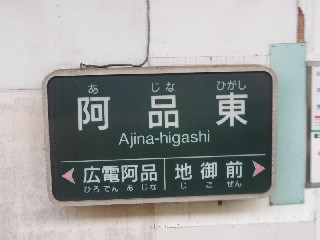 あ じな ひがし
阿品東
Ajina-higashi
広電阿品 地御前
ひろでん あじな じごぜん